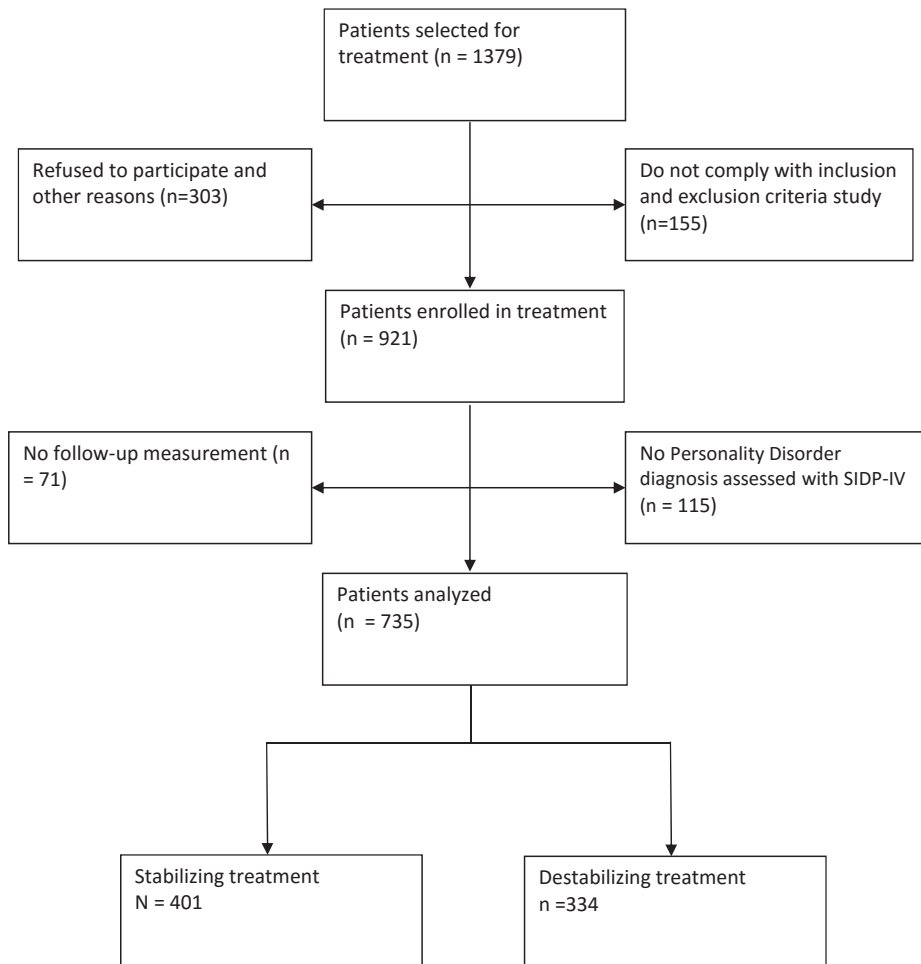 Patients selected for
treatment (n = 1379)
Refused to participate and
other reasons (n=303)
Do not comply with inclusion
and exclusion criteria study
(n=155)
Patients enrolled in treatment
(n = 921)
No follow-up measurement (n
= 71)
No Personality Disorder
diagnosis assessed with SIDP-IV
(n = 115)
Patients analyzed
(n  = 735)
Stabilizing treatment
N = 401
Destabilizing treatment
n =334